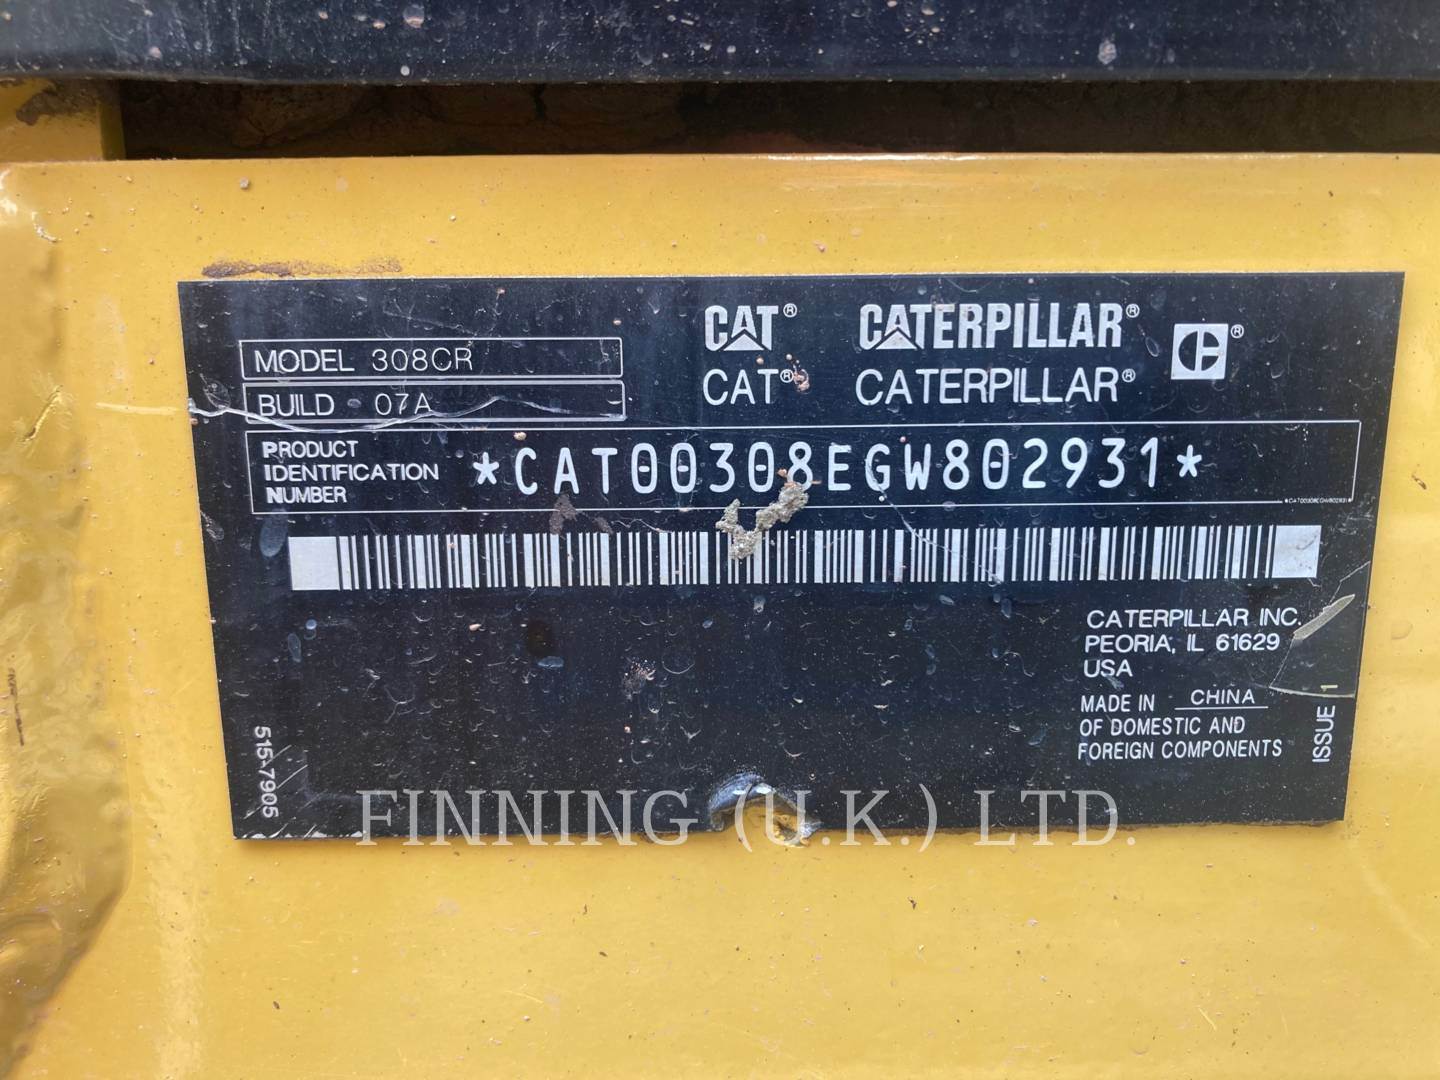 CAT® CATERPILLAR® C®
CAT® CATERPILLAR®
MODEL 308CR
BUILD 07A
PRODUCT
IDENTIFICATION
NUMBER
*CAT00308EGW802931*
*CAT00308EGW802931*
CATERPILLAR INC.
PEORIA, IL 61629
USA
MADE IN CHINA
OF DOMESTIC AND
FOREIGN COMPONENTS
ISSUE 1
515-7905
FINNING (U.K.) LTD.